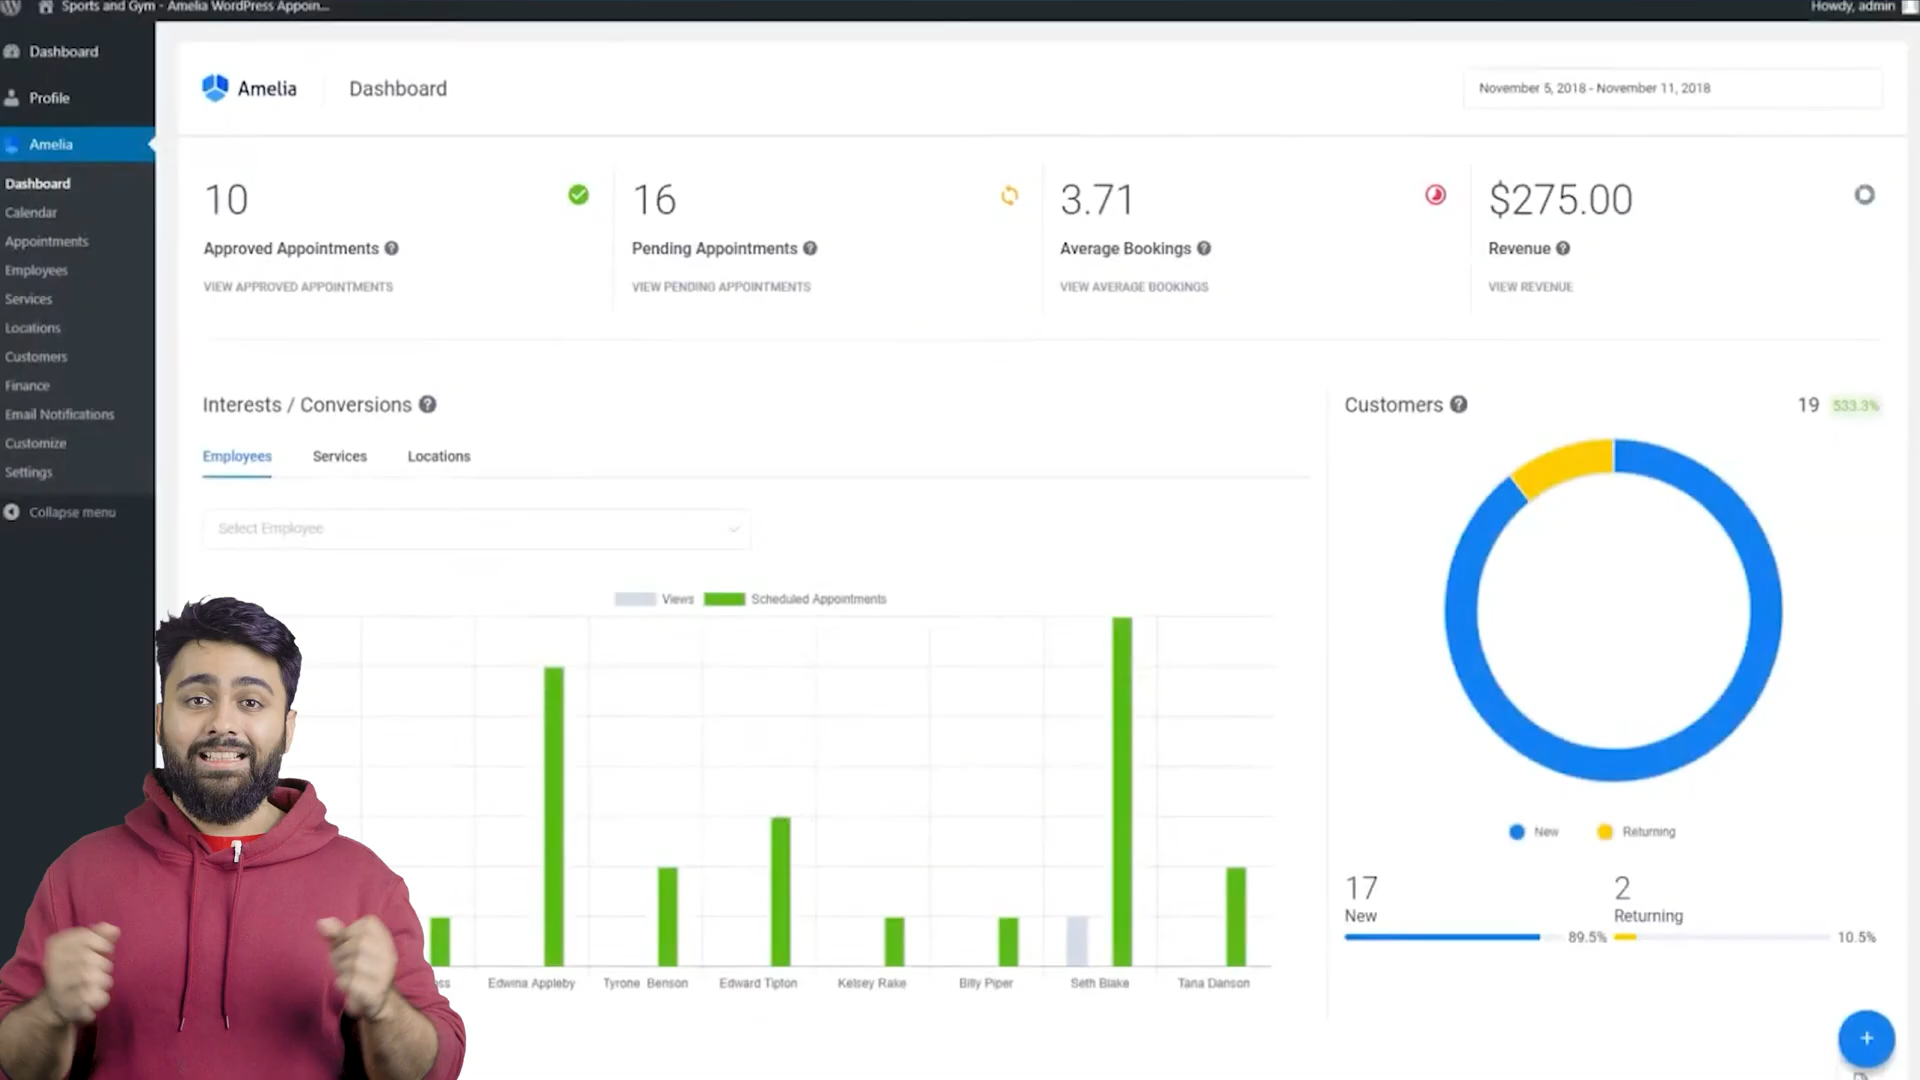 Sports and Gym - Amelia WordPress Appoin...
Howdy, admin
Dashboard
Profile
Amelia
Dashboard
Calendar
Appointments
Employees
Services
Locations
Customers
Finance
Email Notifications
Customize
Settings
Collapse menu
Amelia
Dashboard
November 5, 2018 - November 11, 2018
10
Approved Appointments
VIEW APPROVED APPOINTMENTS
16
Pending Appointments
VIEW PENDING APPOINTMENTS
3.71
Average Bookings
VIEW AVERAGE BOOKINGS
$275.00
Revenue
VIEW REVENUE
Interests / Conversions
Employees Services Locations
Select Employee
Views Scheduled Appointments
Edwina Appleby Tyrone Benson Edward Tipton Kelsey Rake Billy Piper Seth Blake Tana Danson
Customers 19 533.3%
New Returning
17
New
89.5%
2
Returning
10.5%